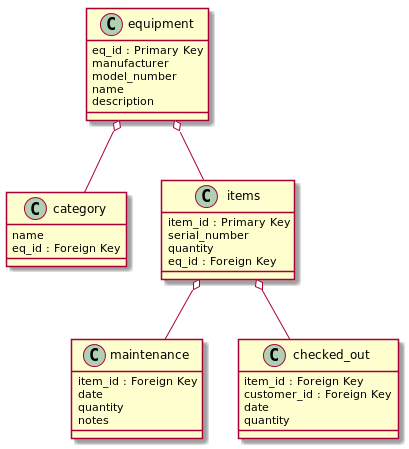 C equipment
eq_id : Primary Key
manufacturer
model_number
name
description
C category
name
eq_id : Foreign Key
C items
item_id : Primary Key
serial_number
quantity
eq_id : Foreign Key
C maintenance
item_id : Foreign Key
date
quantity
notes
C checked_out
item_id : Foreign Key
customer_id : Foreign Key
date
quantity